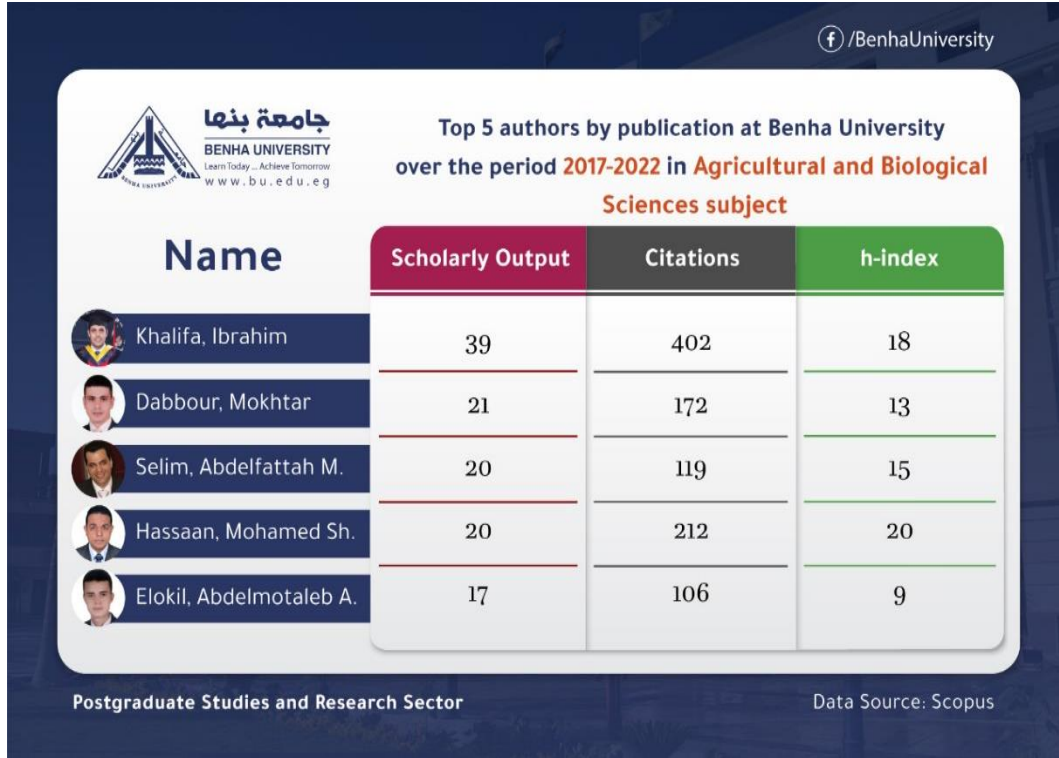 /BenhaUniversity
جامعة بنها
BENHA UNIVERSITY
Learn Today ... Achieve Tomorrow
www.bu.edu.eg
BENHA UNIVERSITY
Top 5 authors by publication at Benha University
over the period 2017-2022 in Agricultural and Biological
Sciences subject
Name Scholarly Output Citations h-index
Khalifa, Ibrahim 39 402 18
Dabbour, Mokhtar 21 172 13
Selim, Abdelfattah M. 20 119 15
Hassaan, Mohamed Sh. 20 212 20
Elokil, Abdelmotaleb A. 17 106 9
Postgraduate Studies and Research Sector
Data Source: Scopus